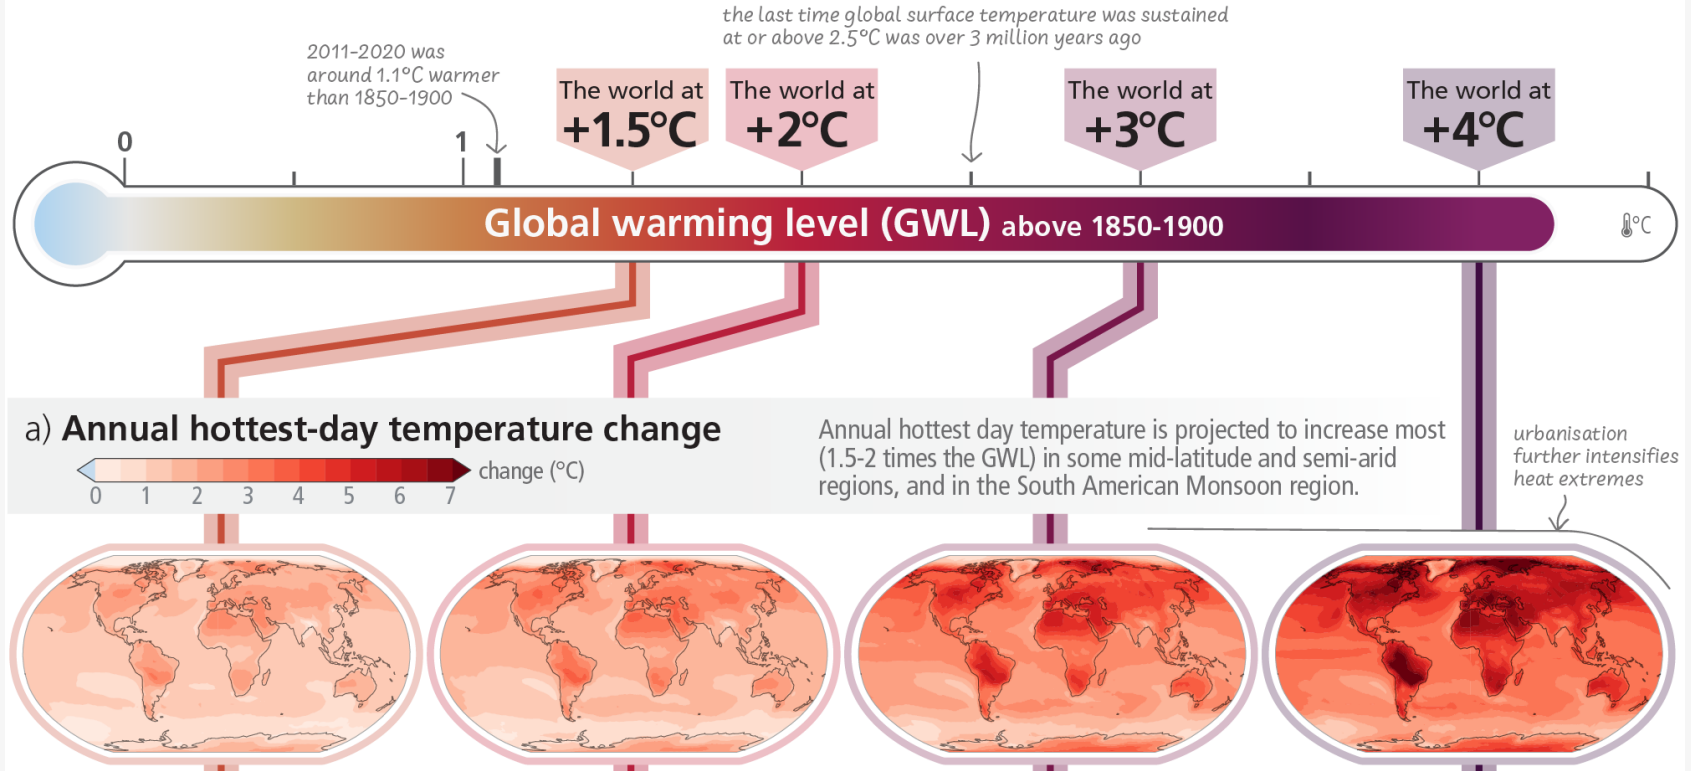 the last time global surface temperature was sustained
at or above 2.5°C was over 3 million years ago
2011-2020 was
around 1.1°C warmer
than 1850-1900
The world at
+1.5°C
The world at
+2°C
The world at
+3°C
The world at
+4°C
0
1
Global warming level (GWL) above 1850-1900
°C
a) Annual hottest-day temperature change
0 1 2 3 4 5 6 7
change (°C)
Annual hottest day temperature is projected to increase most
(1.5-2 times the GWL) in some mid-latitude and semi-arid
regions, and in the South American Monsoon region.
urbanisation
further intensifies
heat extremes